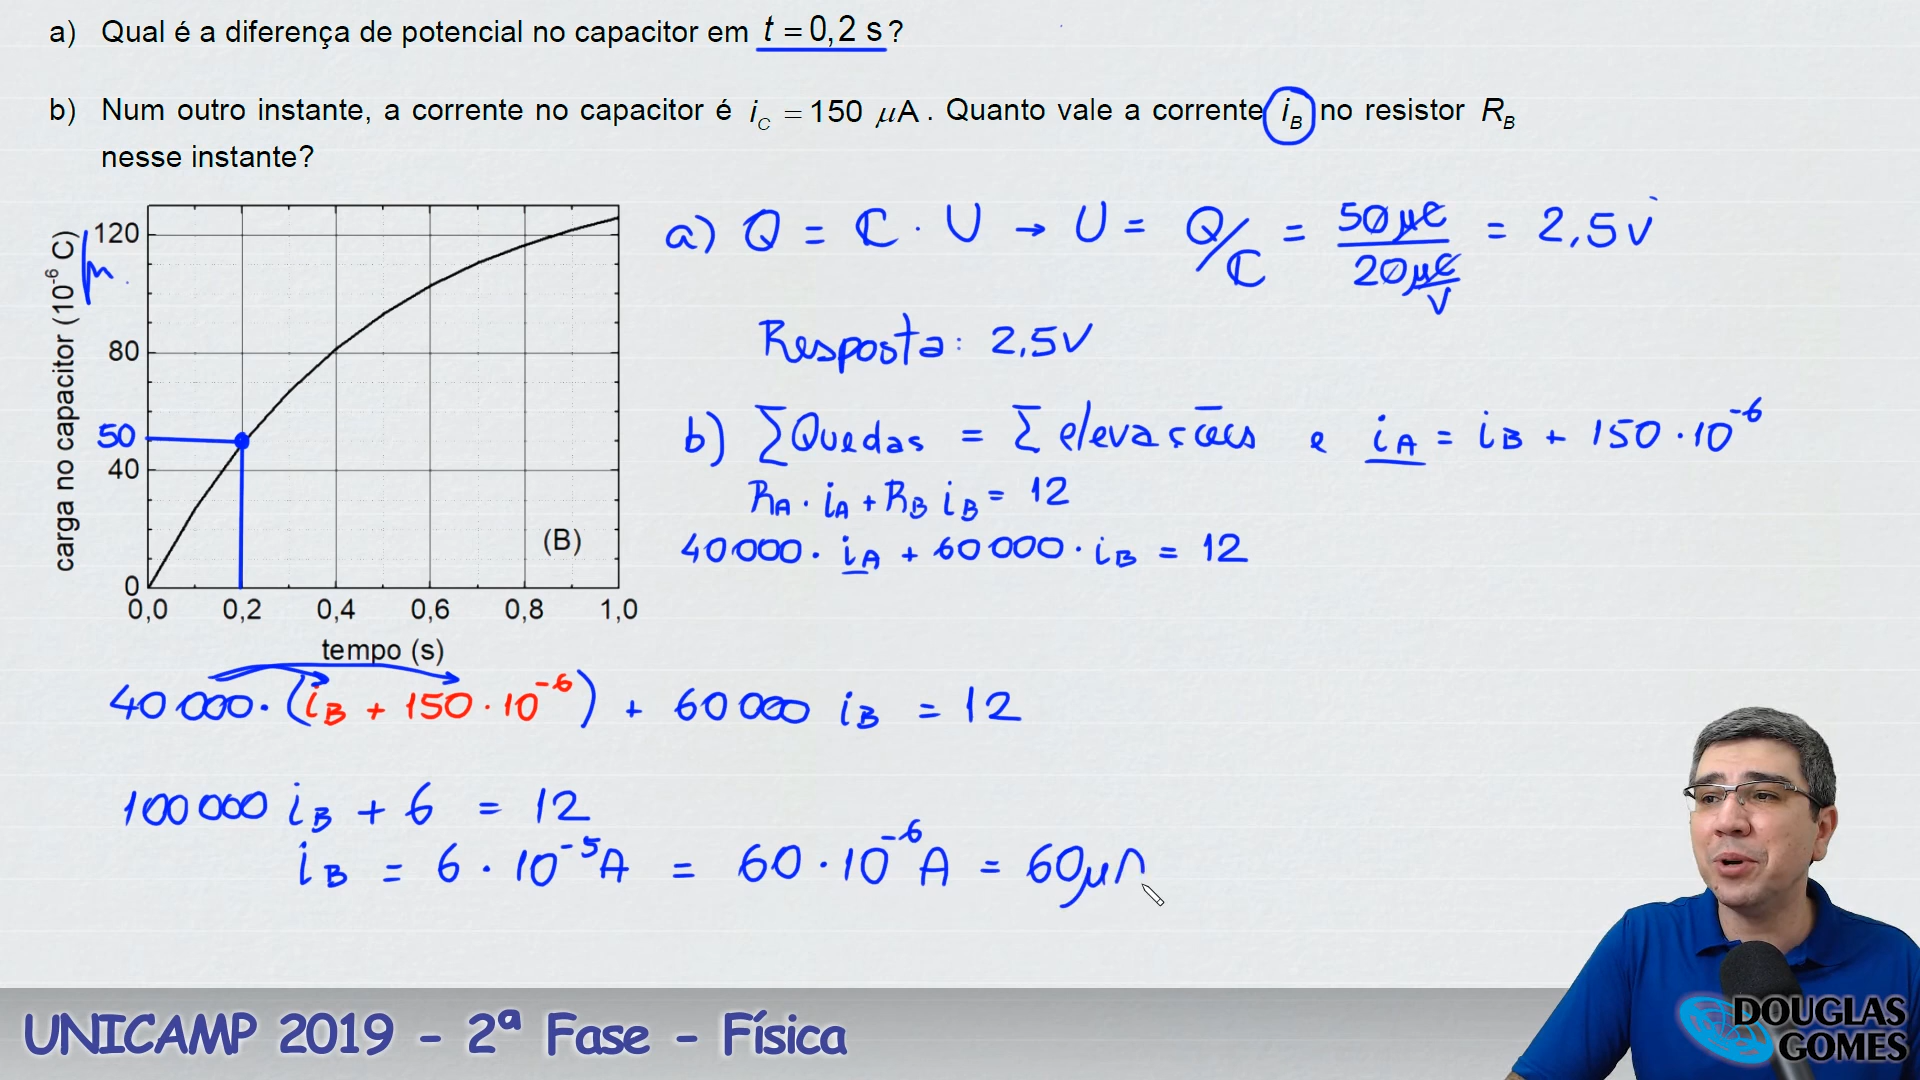 a) Qual é a diferença de potencial no capacitor em t = 0,2 s ?
b) Num outro instante, a corrente no capacitor é i_C = 150 μA . Quanto vale a corrente i_B no resistor R_B
nesse instante?
carga no capacitor (10⁻⁶ C)
μ
120
80
50
40
0
(B)
0,0 0,2 0,4 0,6 0,8 1,0
tempo (s)
a) Q = C · U → U = Q/C = 50μC / 20μC/V = 2,5 V
Resposta: 2,5V
b) ΣQuedas = Σ elevações e i_A = i_B + 150 · 10⁻⁶
R_A · i_A + R_B i_B = 12
40000 · i_A + 60000 · i_B = 12
40000 · (i_B + 150 · 10⁻⁶) + 60000 i_B = 12
100000 i_B + 6 = 12
i_B = 6 · 10⁻⁵A = 60 · 10⁻⁶A = 60μA
UNICAMP 2019 - 2ª Fase - Física
DOUGLAS
GOMES